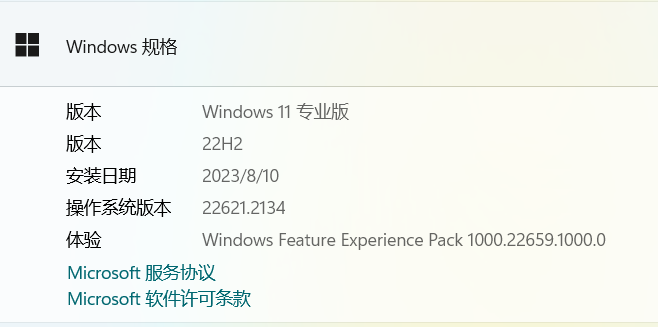 Windows 规格
版本 Windows 11 专业版
版本 22H2
安装日期 2023/8/10
操作系统版本 22621.2134
体验 Windows Feature Experience Pack 1000.22659.1000.0
Microsoft 服务协议
Microsoft 软件许可条款